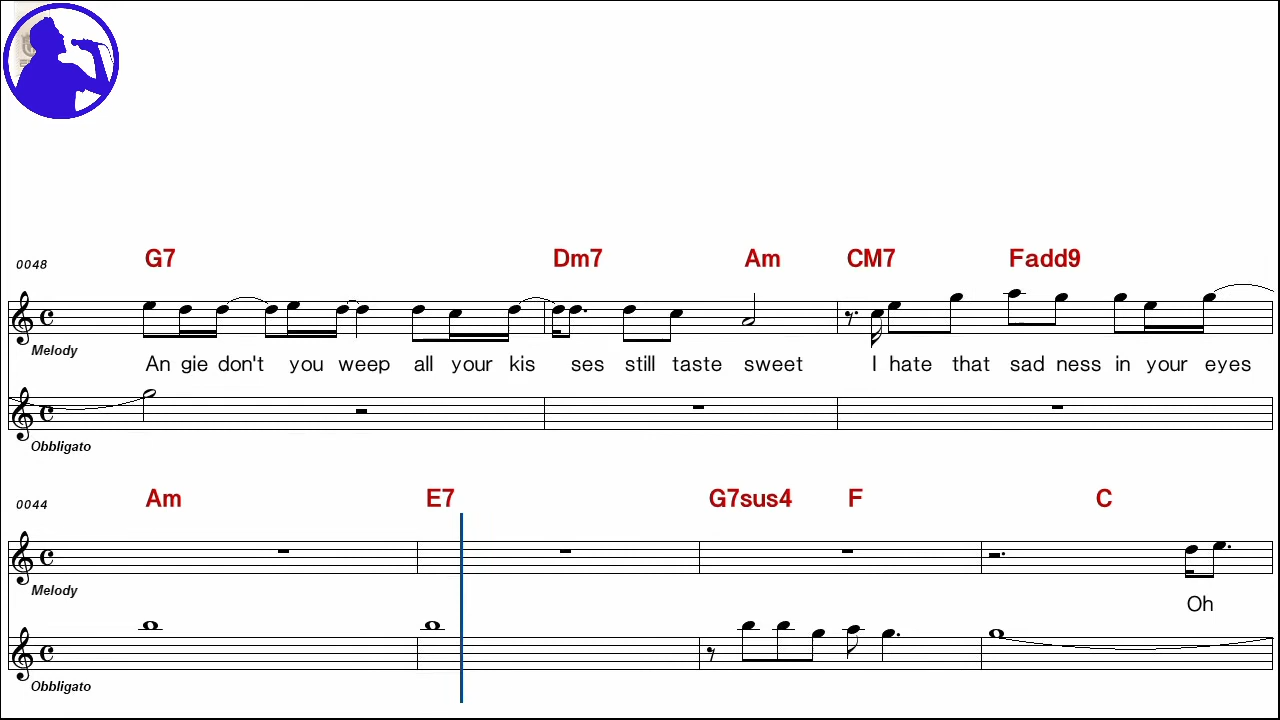 G7 Dm7 Am CM7 Fadd9
0048
Melody
An gie don't you weep all your kis ses still taste sweet I hate that sad ness in your eyes
Obbligato
Am E7 G7sus4 F C
0044
Melody
Oh
Obbligato